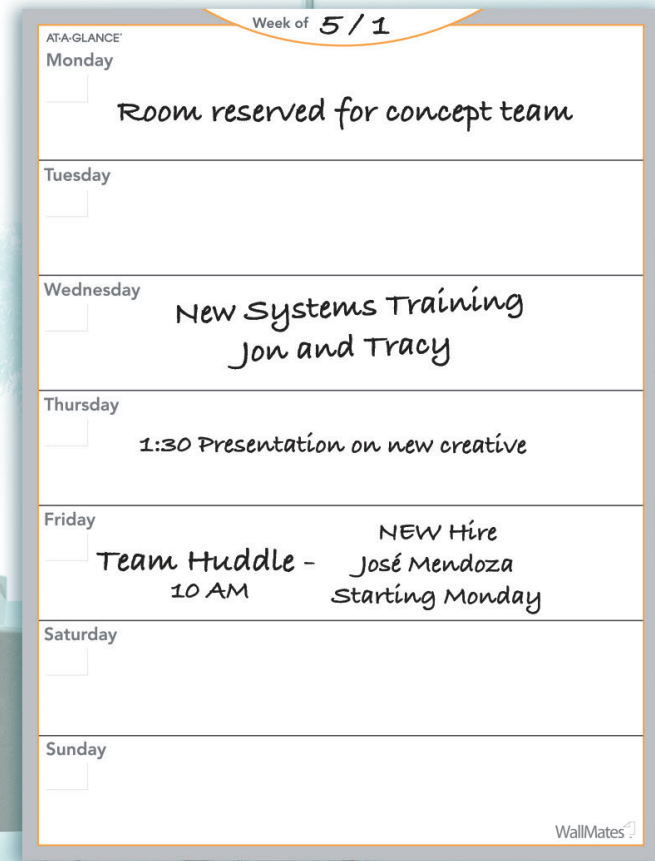 Week of 5/1
AT-A-GLANCE®
Monday
Room reserved for concept team
Tuesday
Wednesday
New Systems Training
Jon and Tracy
Thursday
1:30 Presentation on new creative
Friday
Team Huddle -
10 AM
NEW Hire
José Mendoza
Starting Monday
Saturday
Sunday
WallMates